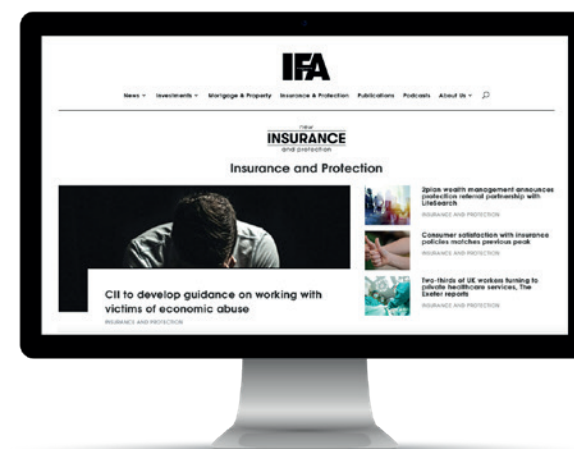 IFA
News
Investments
Mortgage & Property
Insurance & Protection
Publications
Podcasts
About Us
new
INSURANCE
and protection
Insurance and Protection
CII to develop guidance on working with
victims of economic abuse
INSURANCE AND PROTECTION
2plan wealth management announces
protection referral partnership with
LifeSearch
INSURANCE AND PROTECTION
Consumer satisfaction with insurance
policies matches previous peak
INSURANCE AND PROTECTION
Two-thirds of UK workers turning to
private healthcare services, The
Exeter reports
INSURANCE AND PROTECTION